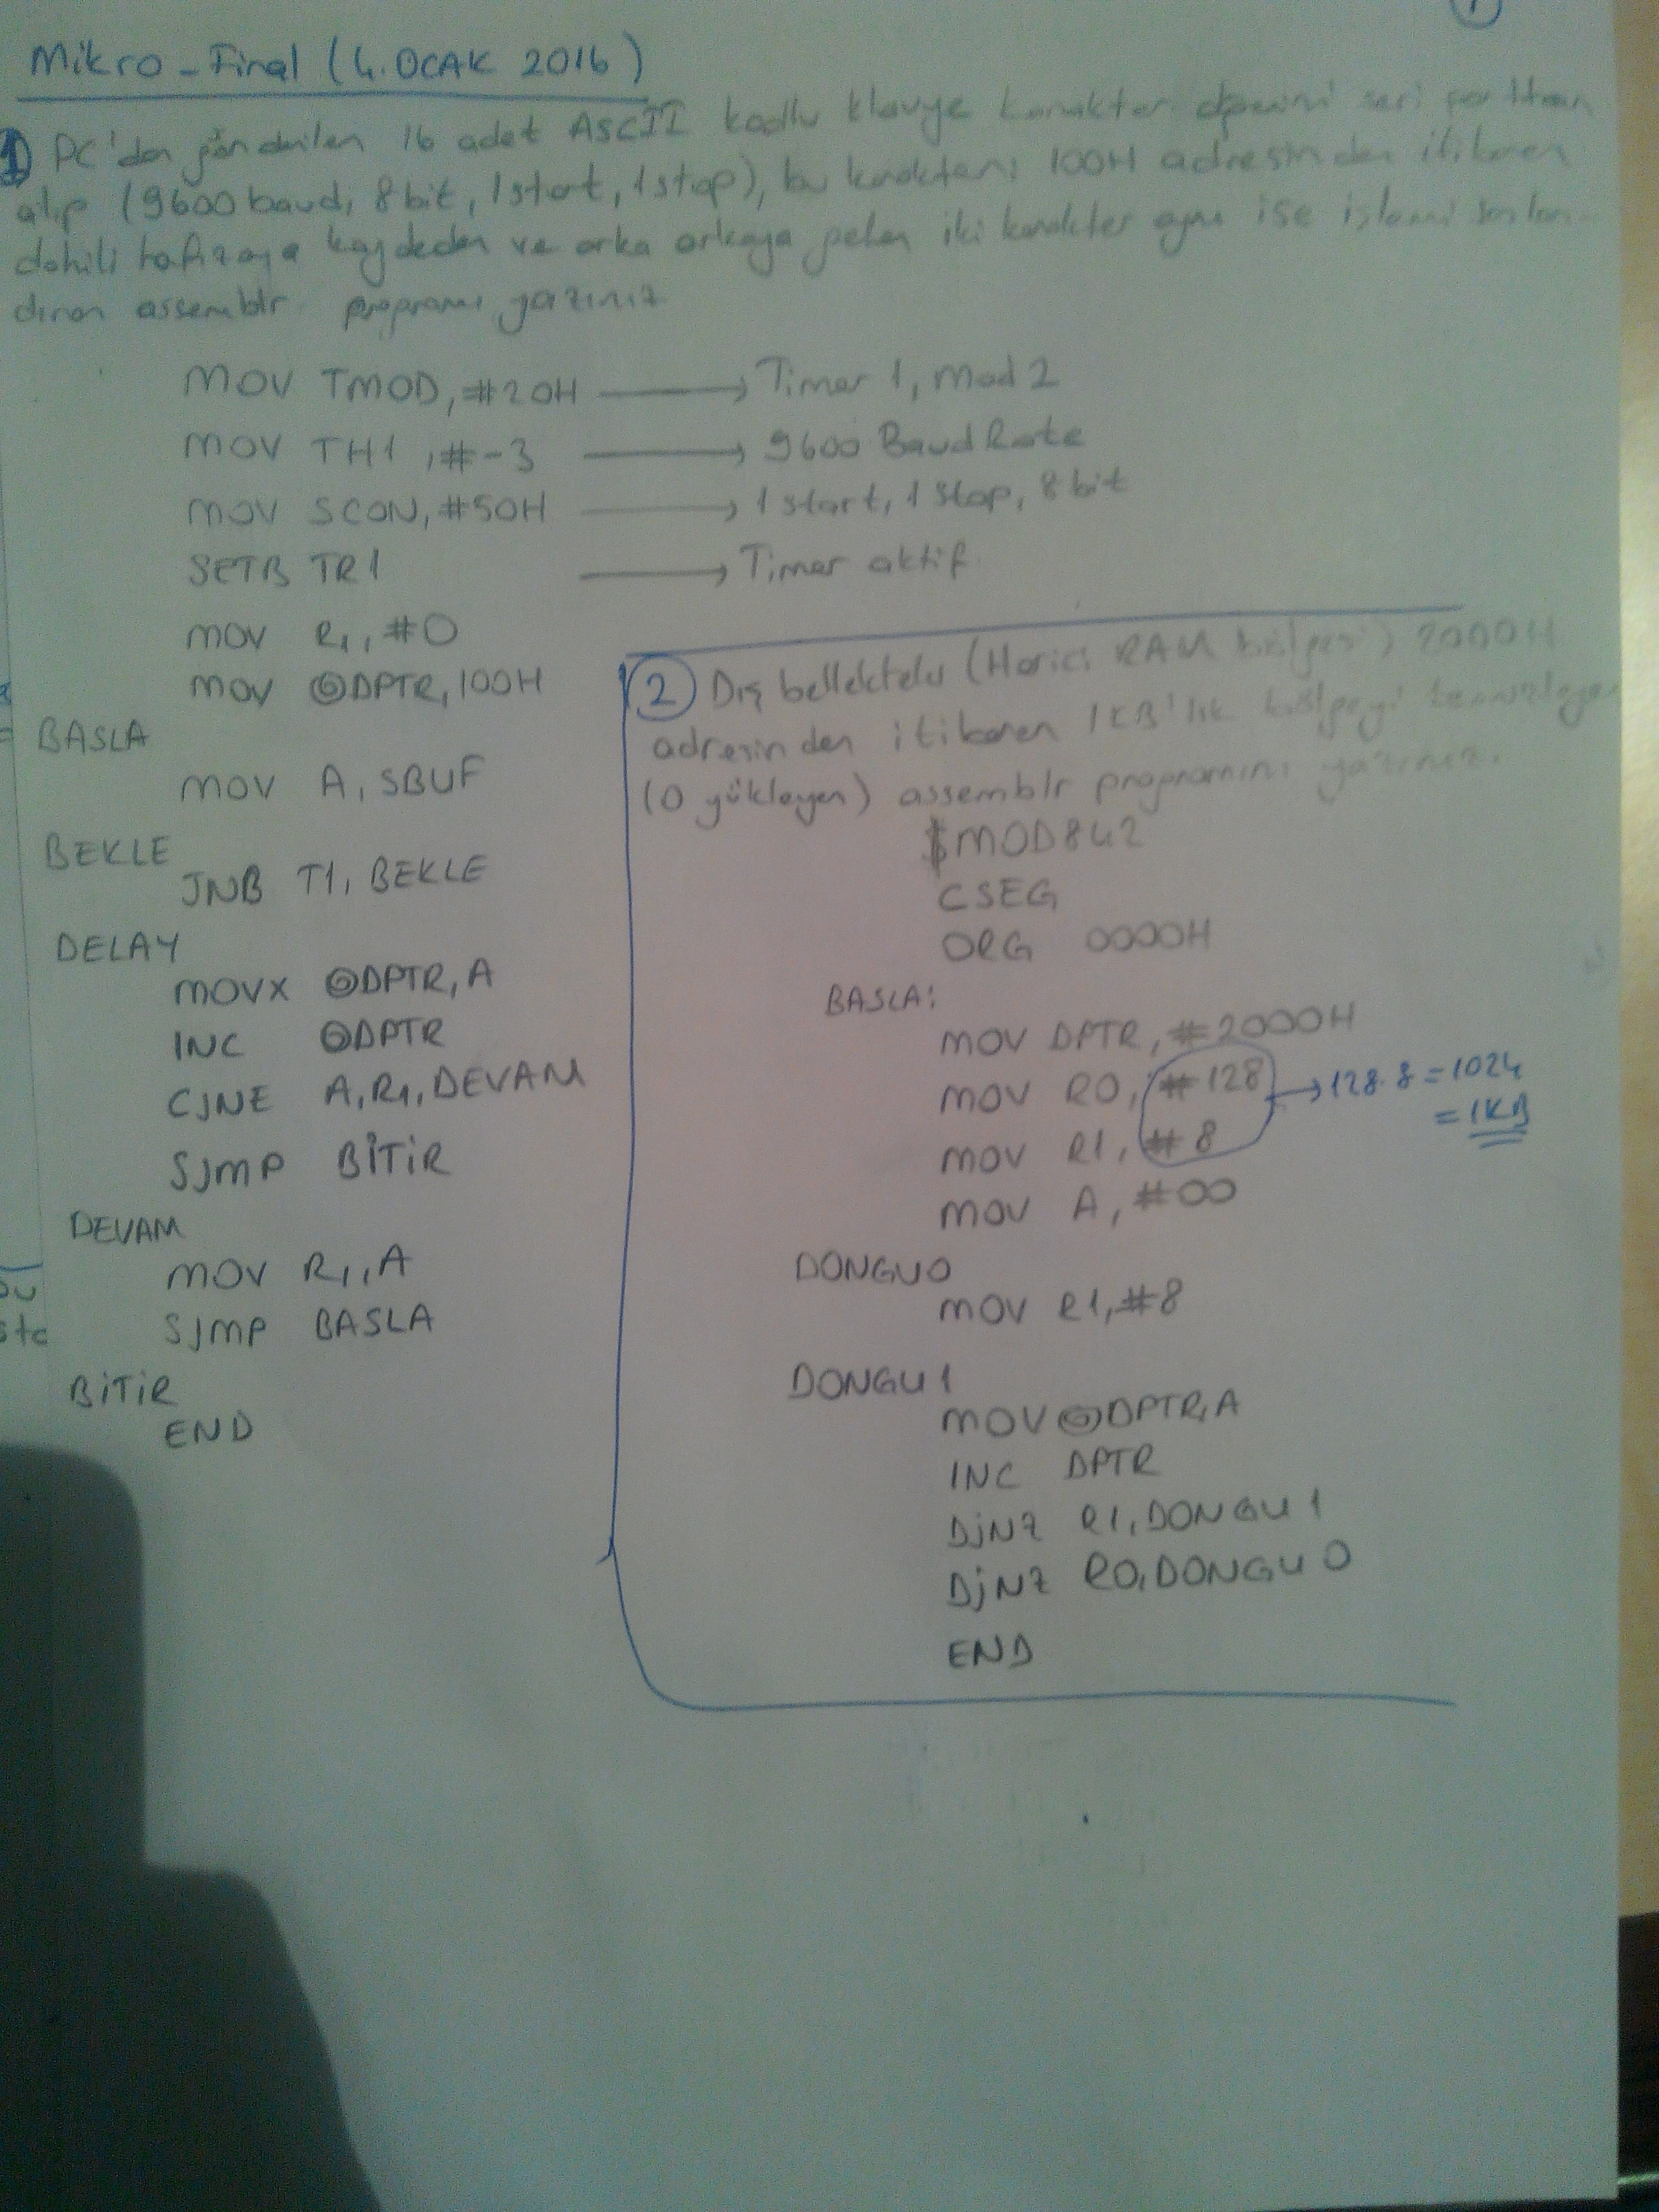 1
Mikro-Final (4.OCAK 2016)
1) PC'den gönderilen 16 adet ASCII kodlu klavye karakter seri porttan
alıp (9600 baud, 8 bit, 1 start, 1 stop), bu karakteri 100H adresinden itibaren
dahili hafızaya kaydeden ve arka arkaya gelen iki karakter aynı ise işlemi sonlan-
dıran assemblr programı yazınız
MOV TMOD,#20H → Timer 1, Mod 2
MOV TH1,#-3 → 9600 Baud Rate
MOV SCON,#50H → 1 start, 1 stop, 8 bit
SETB TR1 → Timer aktif
MOV R1,#0
MOV @DPTR,100H
BASLA
MOV A,SBUF
BEKLE
JNB T1,BEKLE
DELAY
MOVX @DPTR,A
INC @DPTR
CJNE A,R1,DEVAM
SJMP BİTİR
DEVAM
MOV R1,A
SJMP BASLA
BİTİR
END
2 Dış bellekteki (Harici RAM bölgesi) 2000H
adresinden itibaren 1KB'lık bölgeyi temizleyen
(0 yükleyen) assemblr programını yazınız.
$MOD842
CSEG
ORG 0000H
BASLA:
MOV DPTR,#2000H
MOV R0,#128 → 128.8=1024
MOV R1,#8 = 1KB
MOV A,#00
DONGU0
MOV R1,#8
DONGU1
MOV @DPTR,A
INC DPTR
DJNZ R1,DONGU1
DJNZ R0,DONGU0
END
ste